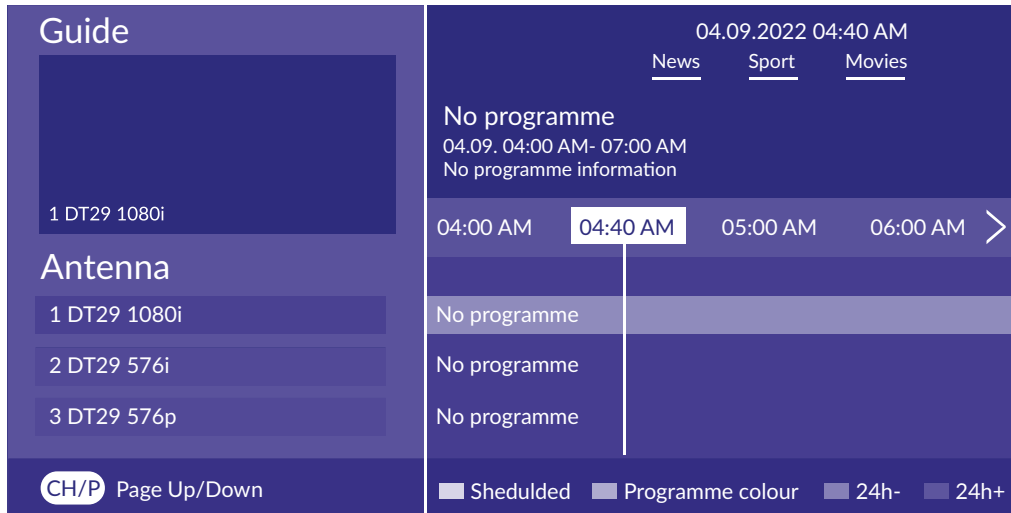 Guide
1 DT29 1080i
Antenna
1 DT29 1080i
2 DT29 576i
3 DT29 576p
CH/P Page Up/Down
04.09.2022 04:40 AM
News Sport Movies
No programme
04.09. 04:00 AM- 07:00 AM
No programme information
04:00 AM 04:40 AM 05:00 AM 06:00 AM
No programme
No programme
No programme
Shedulded Programme colour 24h- 24h+